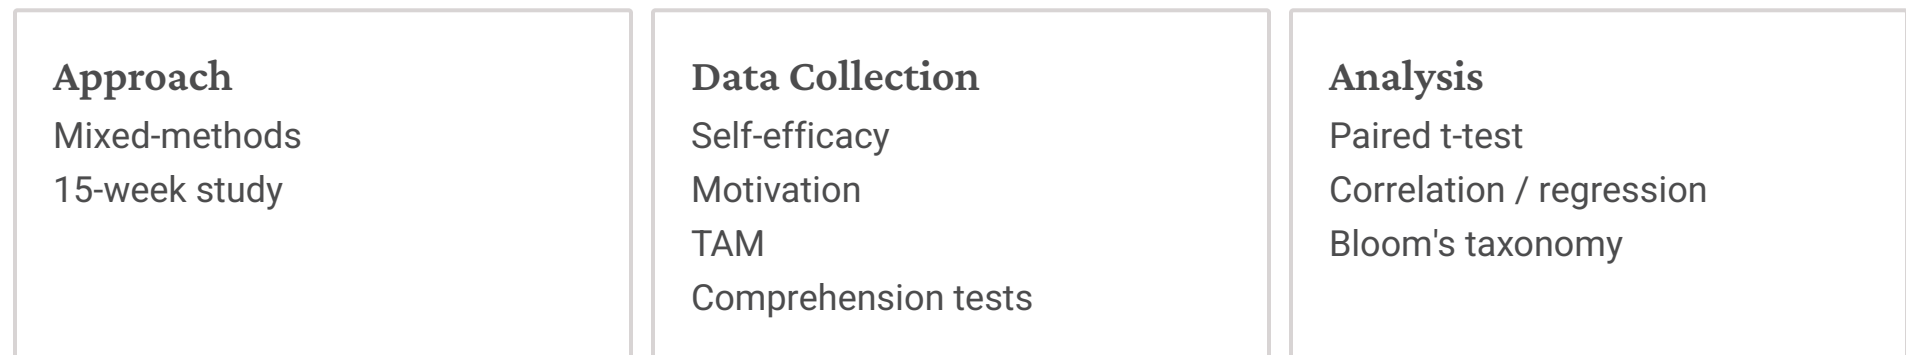 Approach
Mixed-methods
15-week study
Data Collection
Self-efficacy
Motivation
TAM
Comprehension tests
Analysis
Paired t-test
Correlation / regression
Bloom's taxonomy